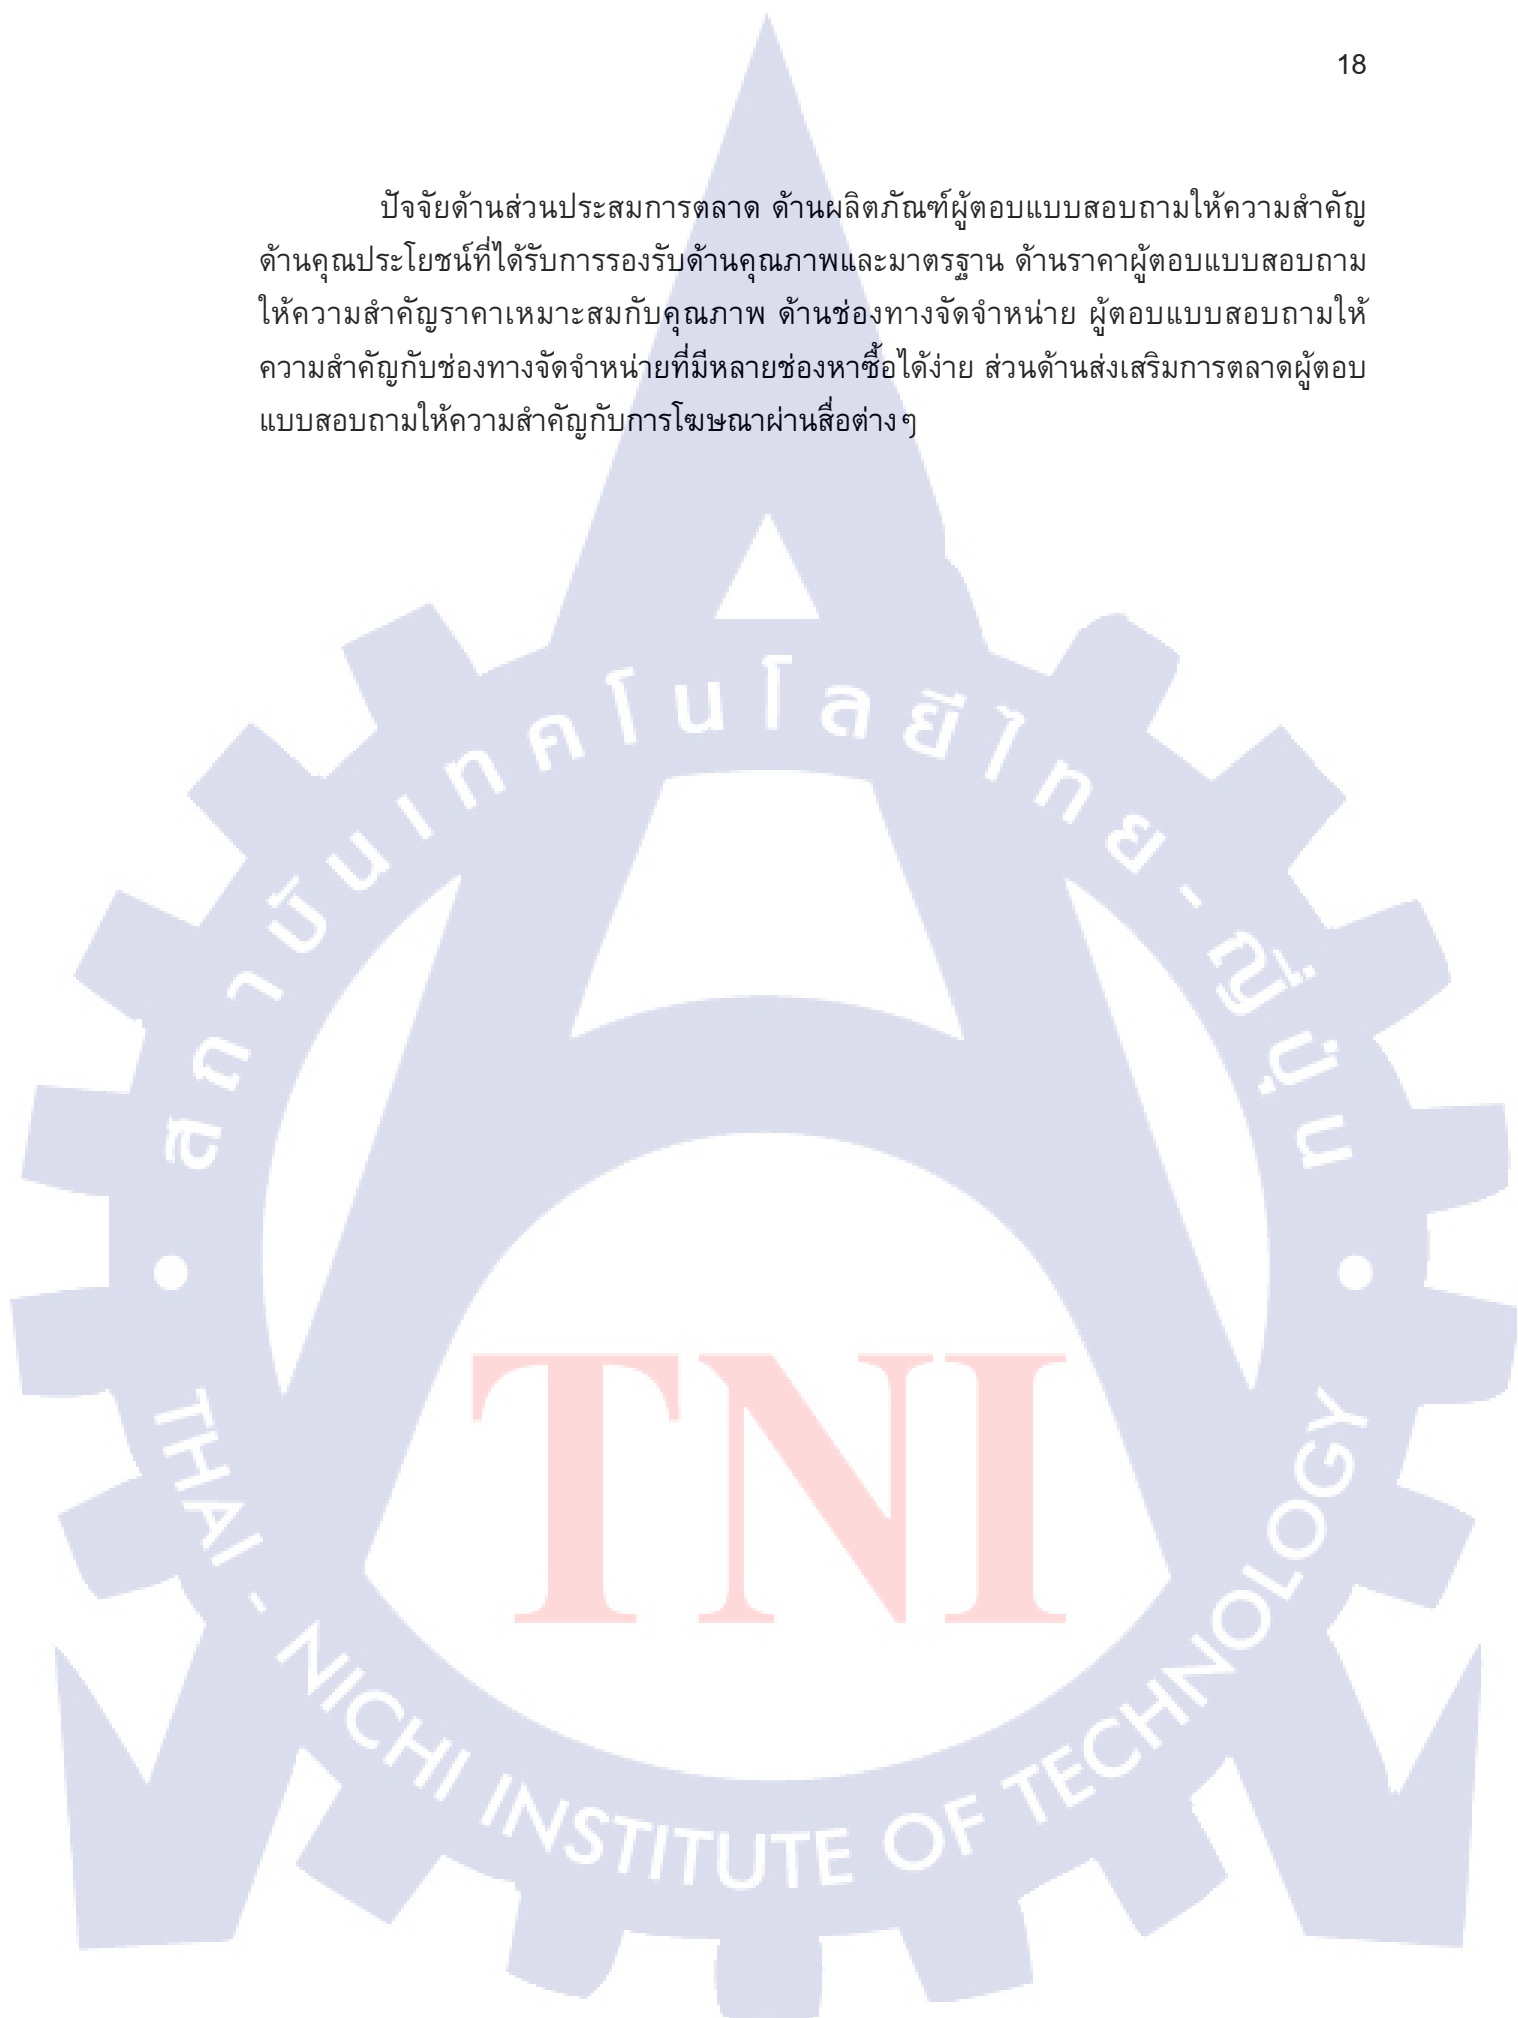 18
ปัจจัยด้านส่วนประสมการตลาด ด้านผลิตภัณฑ์ผู้ตอบแบบสอบถามให้ความสำคัญ
ด้านคุณประโยชน์ที่ได้รับการรองรับด้านคุณภาพและมาตรฐาน ด้านราคาผู้ตอบแบบสอบถาม
ให้ความสำคัญราคาเหมาะสมกับคุณภาพ ด้านช่องทางจัดจำหน่าย ผู้ตอบแบบสอบถามให้
ความสำคัญกับช่องทางจัดจำหน่ายที่มีหลายช่องหาซื้อได้ง่าย ส่วนด้านส่งเสริมการตลาดผู้ตอบ
แบบสอบถามให้ความสำคัญกับการโฆษณาผ่านสื่อต่างๆ
สถาบันเทคโนโลยีไทย-ญี่ปุ่น
TNI
THAI - NICHI INSTITUTE OF TECHNOLOGY